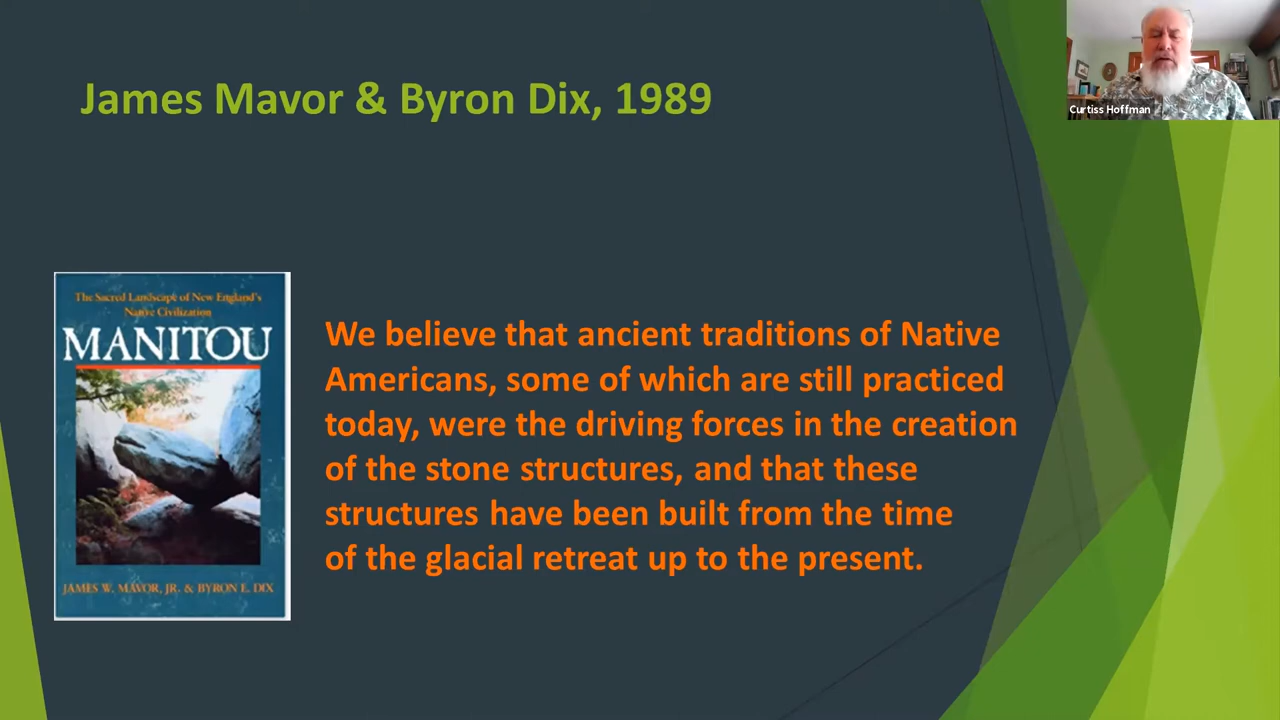 James Mavor & Byron Dix, 1989
Curtiss Hoffman
The Sacred Landscape of New England's
Native Civilization
MANITOU
JAMES W. MAVOR, JR. & BYRON E. DIX
We believe that ancient traditions of Native
Americans, some of which are still practiced
today, were the driving forces in the creation
of the stone structures, and that these
structures have been built from the time
of the glacial retreat up to the present.